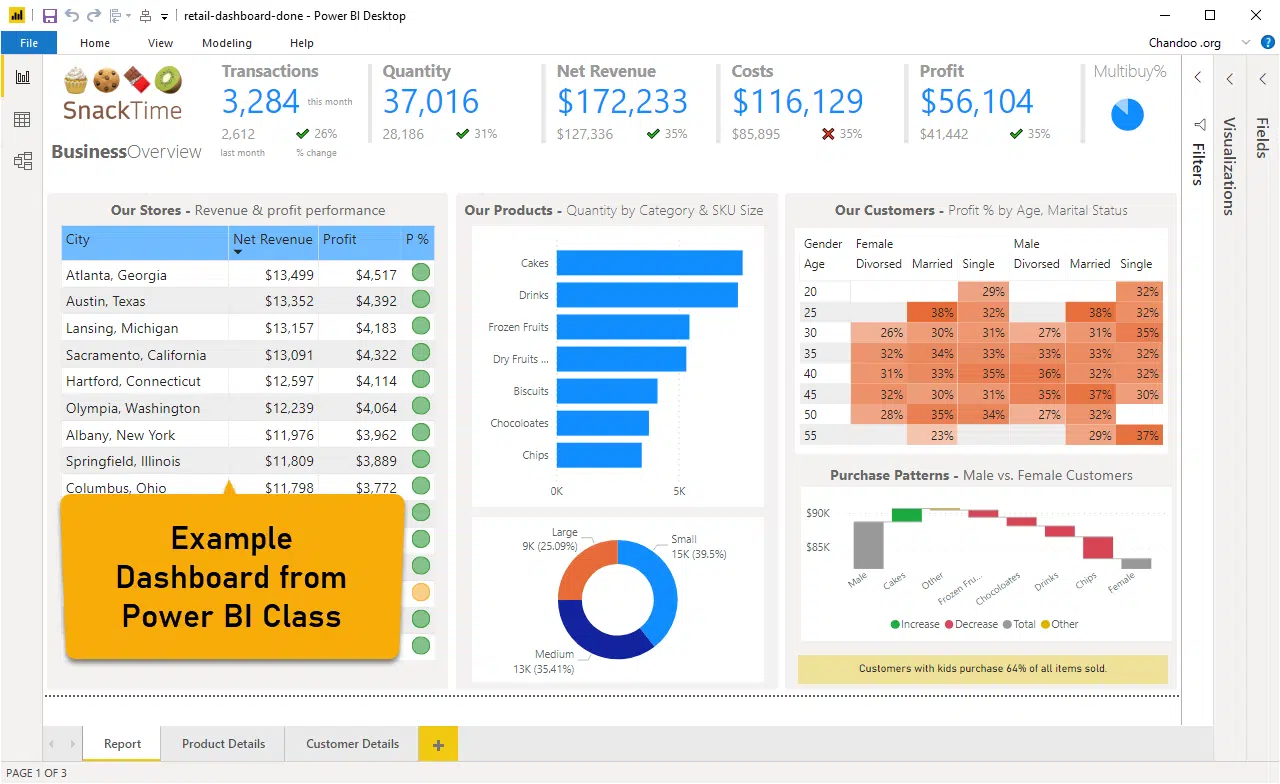 retail-dashboard-done - Power BI Desktop
File Home View Modeling Help Chandoo .org ?
SnackTime
BusinessOverview
Transactions
3,284 this month
2,612 26%
last month % change
Quantity
37,016
28,186 31%
Net Revenue
$172,233
$127,336 35%
Costs
$116,129
$85,895 35%
Profit
$56,104
$41,442 35%
Multibuy%
Filters
Visualizations
Fields
Our Stores - Revenue & profit performance
City Net Revenue Profit P %
Atlanta, Georgia $13,499 $4,517
Austin, Texas $13,352 $4,392
Lansing, Michigan $13,157 $4,183
Sacramento, California $13,091 $4,322
Hartford, Connecticut $12,597 $4,114
Olympia, Washington $12,239 $4,064
Albany, New York $11,976 $3,962
Springfield, Illinois $11,809 $3,889
Columbus, Ohio $11,798 $3,772
Example
Dashboard from
Power BI Class
Our Products - Quantity by Category & SKU Size
Cakes
Drinks
Frozen Fruits
Dry Fruits ...
Biscuits
Chocoloates
Chips
0K 5K
Large
9K (25.09%)
Small
15K (39.5%)
Medium
13K (35.41%)
Our Customers - Profit % by Age, Marital Status
Gender Female Male
Age Divorsed Married Single Divorsed Married Single
20 29% 32%
25 38% 32% 38% 32%
30 26% 30% 31% 27% 31% 35%
35 32% 34% 33% 33% 33% 32%
40 31% 33% 35% 36% 32% 32%
45 32% 30% 31% 35% 37% 30%
50 28% 35% 34% 27% 32%
55 23% 29% 37%
Purchase Patterns - Male vs. Female Customers
$90K
$85K
Male Cakes Other Frozen Fru... Chocoloates Drinks Chips Female
Increase Decrease Total Other
Customers with kids purchase 64% of all items sold.
Report Product Details Customer Details +
PAGE 1 OF 3